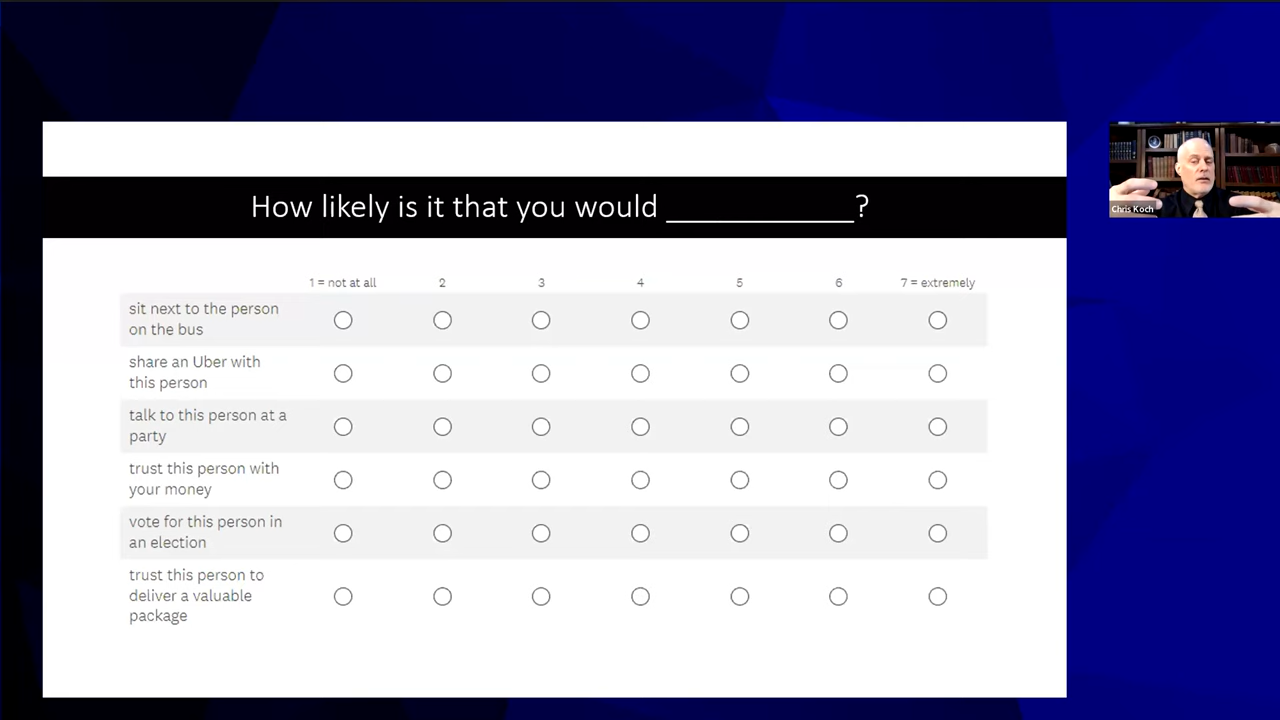 How likely is it that you would ____________?
1 = not at all 2 3 4 5 6 7 = extremely
sit next to the person
on the bus
share an Uber with
this person
talk to this person at a
party
trust this person with
your money
vote for this person in
an election
trust this person to
deliver a valuable
package
Chris Koch